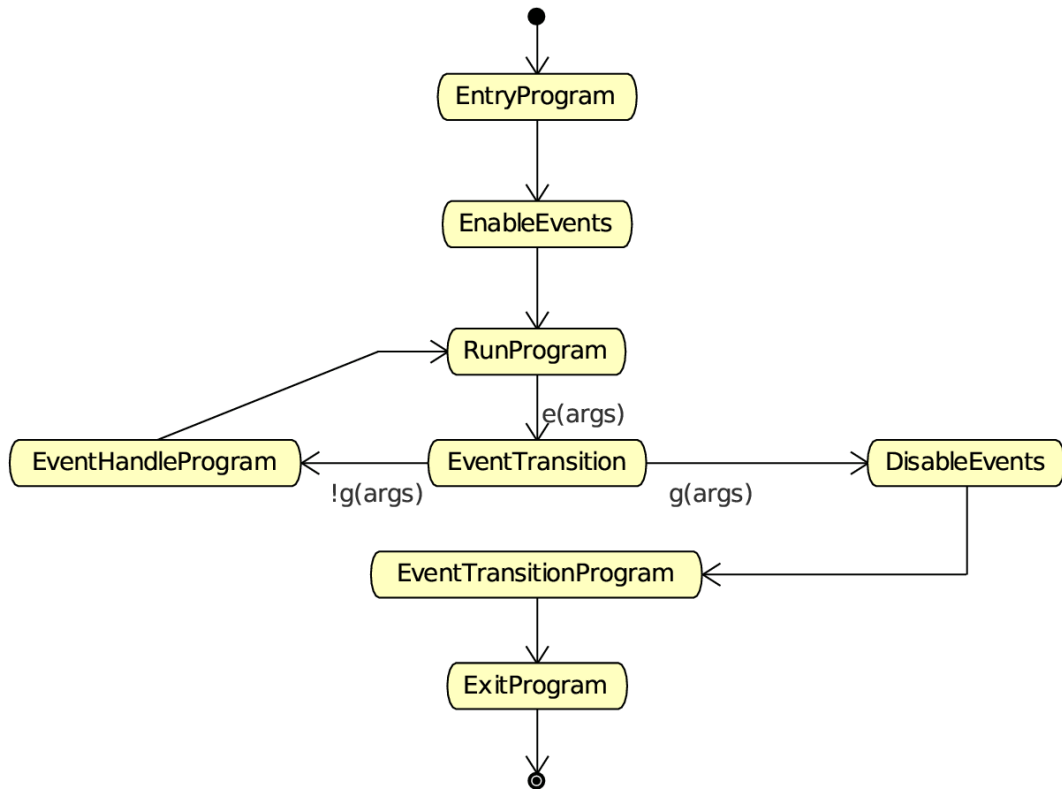 EntryProgram
EnableEvents
RunProgram
e(args)
EventHandleProgram
EventTransition
DisableEvents
!g(args)
g(args)
EventTransitionProgram
ExitProgram